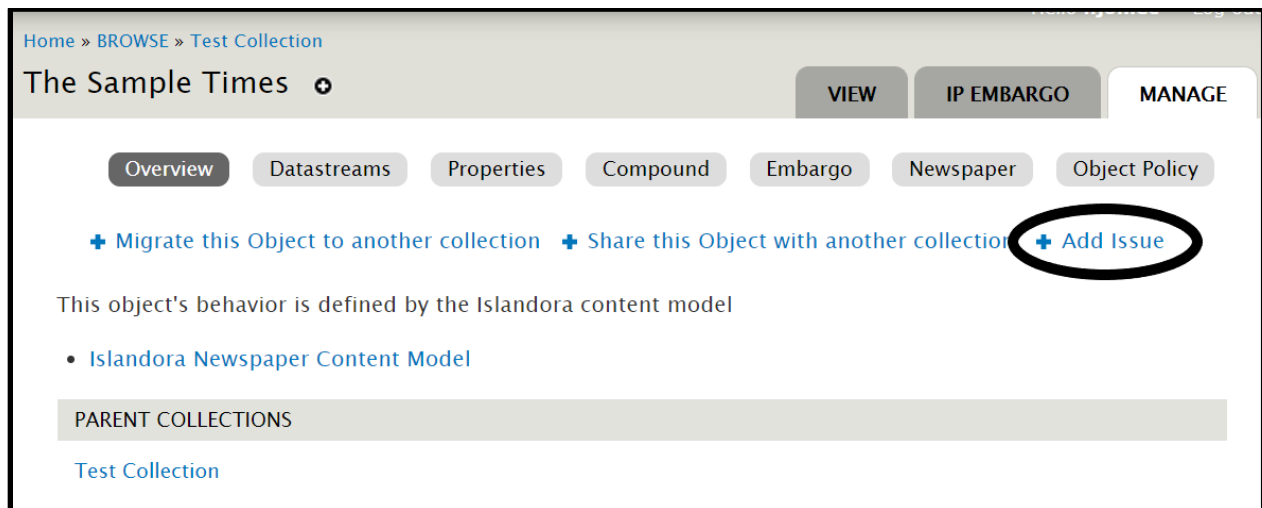 Home » BROWSE » Test Collection
The Sample Times
VIEW IP EMBARGO MANAGE
Overview Datastreams Properties Compound Embargo Newspaper Object Policy
+ Migrate this Object to another collection + Share this Object with another collection + Add Issue
This object's behavior is defined by the Islandora content model
• Islandora Newspaper Content Model
PARENT COLLECTIONS
Test Collection